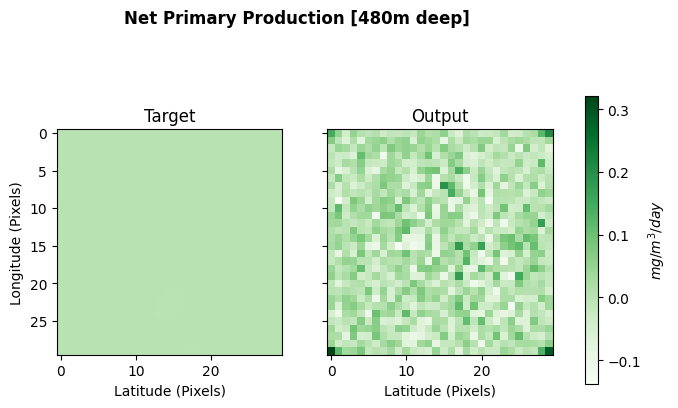 Net Primary Production [480m deep]
Target
Output
0
5
10
15
20
25
Longitude (Pixels)
0
10
20
Latitude (Pixels)
0
10
20
Latitude (Pixels)
0.3
0.2
0.1
0.0
−0.1
mg/m³/day